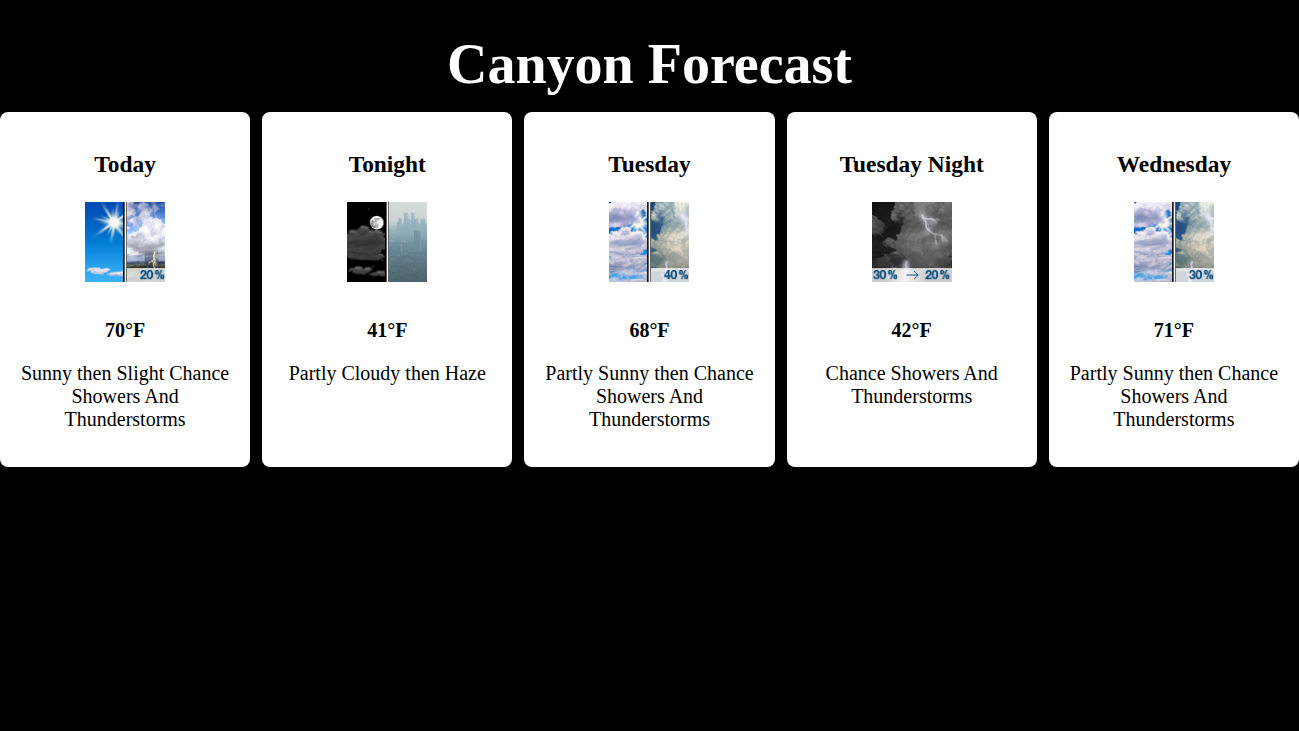 Canyon Forecast
Today
20%
70°F
Sunny then Slight Chance
Showers And
Thunderstorms
Tonight
41°F
Partly Cloudy then Haze
Tuesday
40%
68°F
Partly Sunny then Chance
Showers And
Thunderstorms
Tuesday Night
30% → 20%
42°F
Chance Showers And
Thunderstorms
Wednesday
30%
71°F
Partly Sunny then Chance
Showers And
Thunderstorms